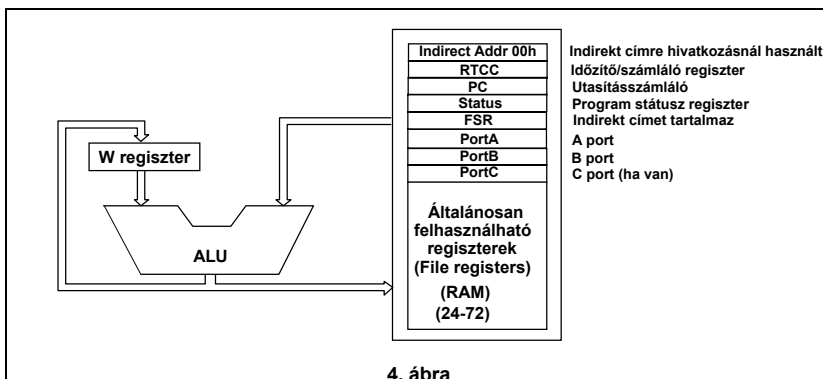 Indirect Addr 00h Indirekt címre hivatkozásnál használt
RTCC Időzítő/számláló regiszter
PC Utasításszámláló
Status Program státusz regiszter
FSR Indirekt címet tartalmaz
PortA A port
PortB B port
PortC C port (ha van)
W regiszter
ALU
Általánosan
felhasználható
regiszterek
(File registers)
(RAM)
(24-72)
4. ábra